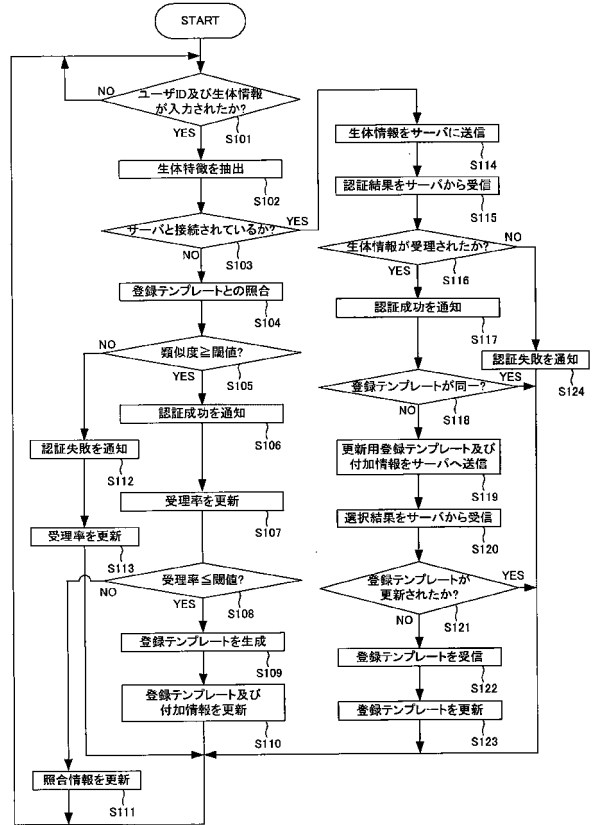 START
NO
ユーザID及び生体情報
が入力されたか?
S101
YES
生体特徴を抽出
S102
サーバと接続されているか?
YES
S103
NO
登録テンプレートとの照合
S104
NO
類似度≧閾値?
S105
YES
認証成功を通知
S106
認証失敗を通知
S112
受理率を更新
S107
受理率を更新
S113
受理率≦閾値?
NO
S108
YES
登録テンプレートを生成
S109
登録テンプレート及び
付加情報を更新
S110
照合情報を更新
S111
生体情報をサーバに送信
S114
認証結果をサーバから受信
S115
生体情報が受理されたか?
NO
S116
YES
認証成功を通知
S117
認証失敗を通知
S124
登録テンプレートが同一?
YES
S118
NO
更新用登録テンプレート及び
付加情報をサーバへ送信
S119
選択結果をサーバから受信
S120
登録テンプレートが
更新されたか?
YES
S121
NO
登録テンプレートを受信
S122
登録テンプレートを更新
S123